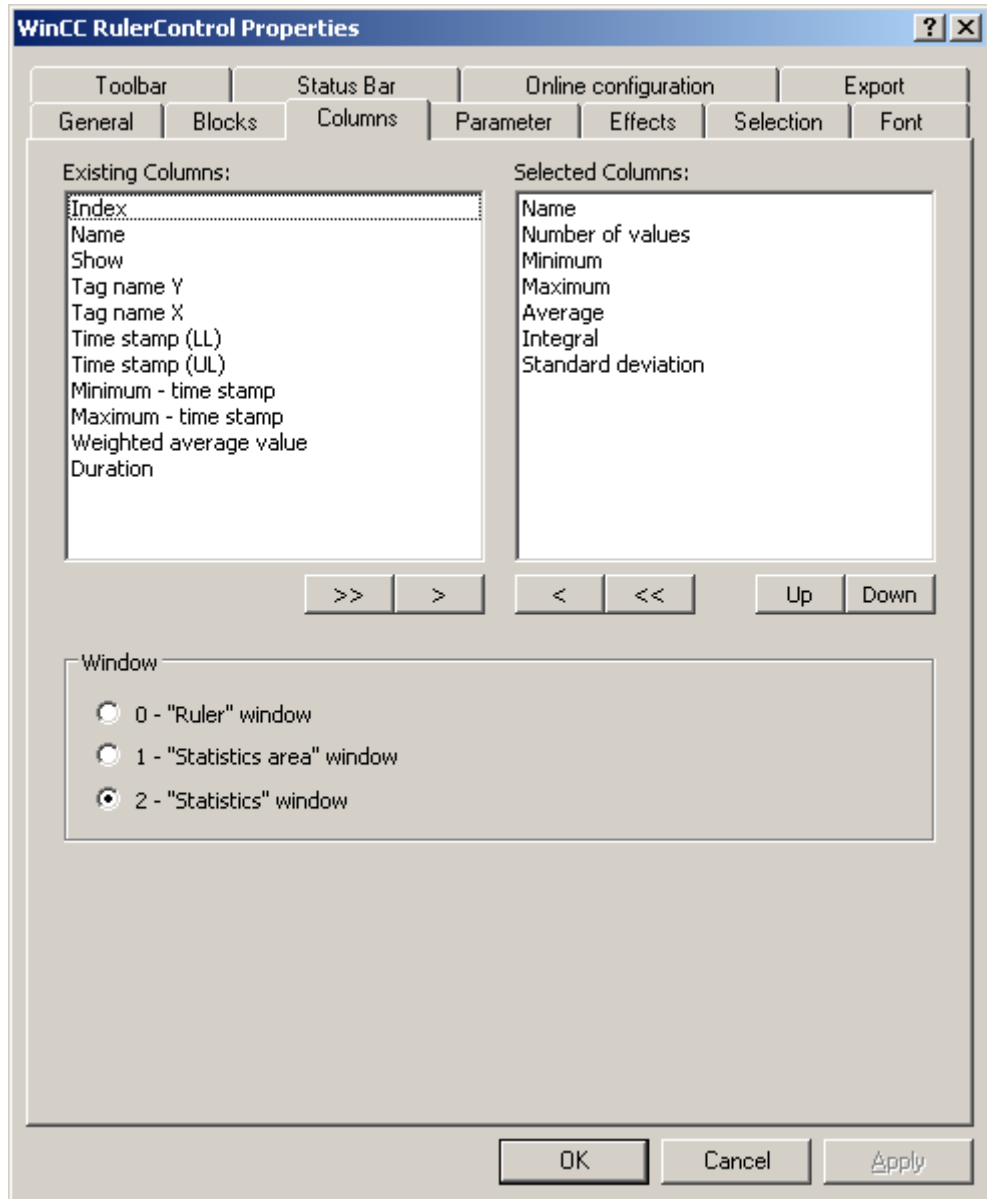 WinCC RulerControl Properties
Toolbar
Status Bar
Online configuration
Export
General
Blocks
Columns
Parameter
Effects
Selection
Font
Existing Columns:
Index
Name
Show
Tag name Y
Tag name X
Time stamp (LL)
Time stamp (UL)
Minimum - time stamp
Maximum - time stamp
Weighted average value
Duration
>>
>
Selected Columns:
Name
Number of values
Minimum
Maximum
Average
Integral
Standard deviation
<
<<
Up
Down
Window
0 - "Ruler" window
1 - "Statistics area" window
2 - "Statistics" window
OK
Cancel
Apply